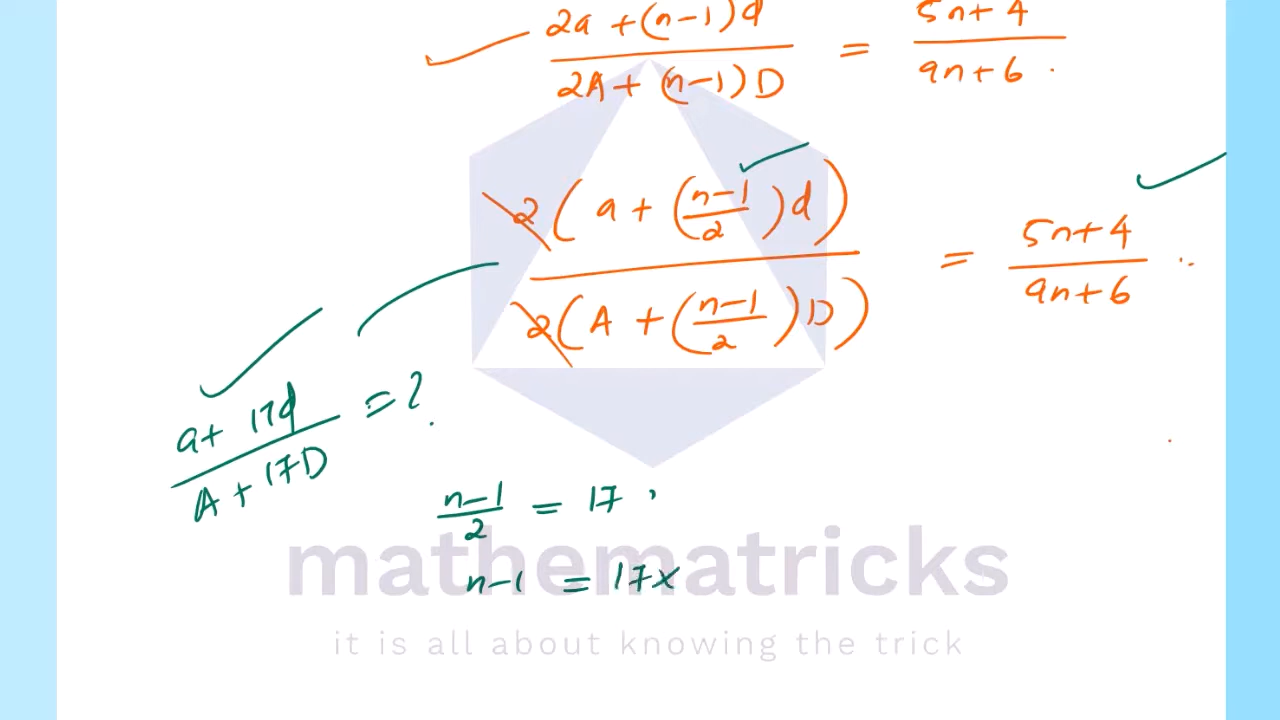 2a + (n-1)d / 2A + (n-1)D = 5n+4 / 9n+6 .
2(a + (n-1/2)d) / 2(A + (n-1/2)D) = 5n+4 / 9n+6 ..
a+ 17d / A + 17D = ? .
n-1/2 = 17 ,
n-1 = 17x
mathematricks
it is all about knowing the trick